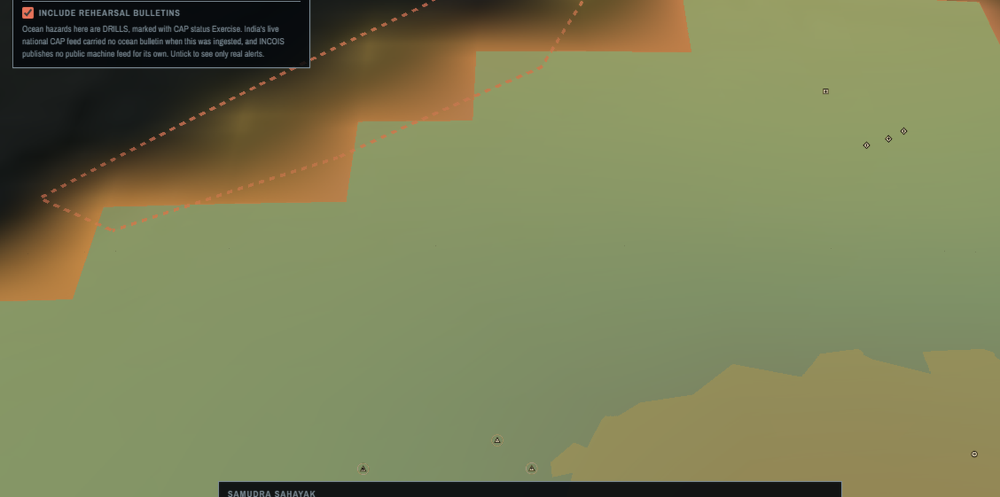 INCLUDE REHEARSAL BULLETINS
Ocean hazards here are DRILLS, marked with CAP status Exercise. India's live
national CAP feed carried no ocean bulletin when this was ingested, and INCOIS
publishes no public machine feed for its own. Untick to see only real alerts.
SAMUDRA SAHAYAK